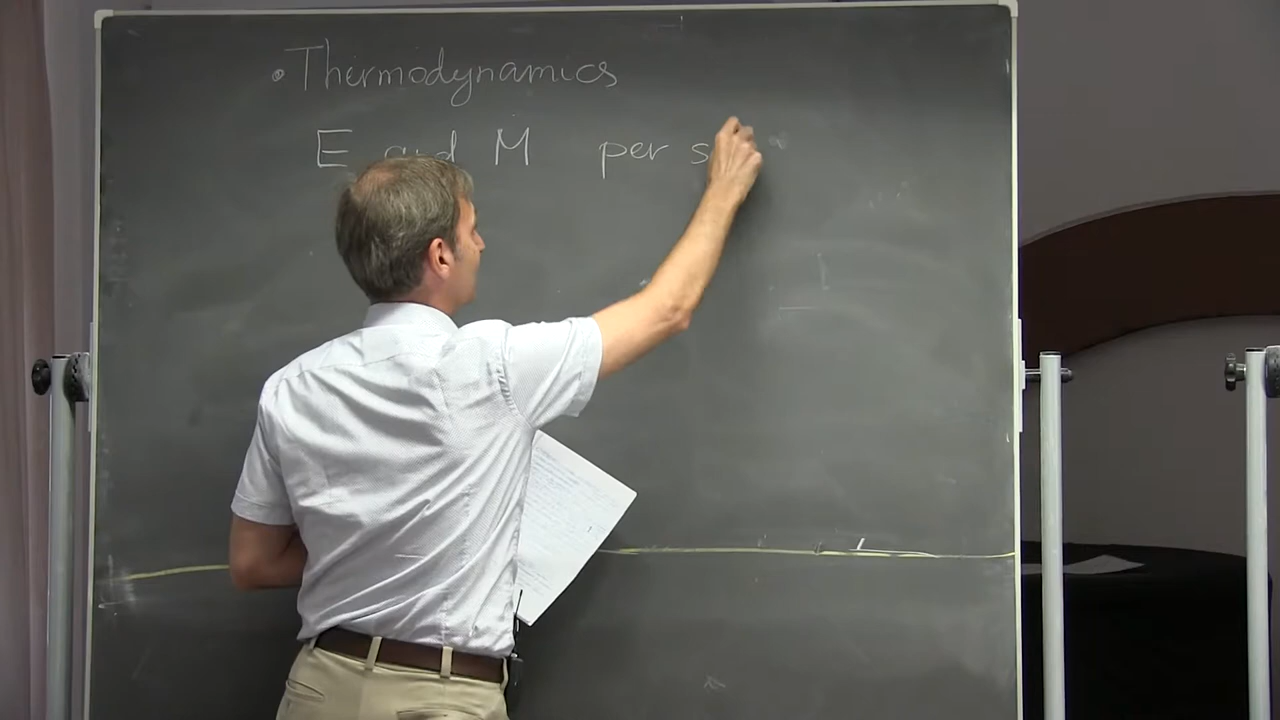 • Thermodynamics
E and M per s